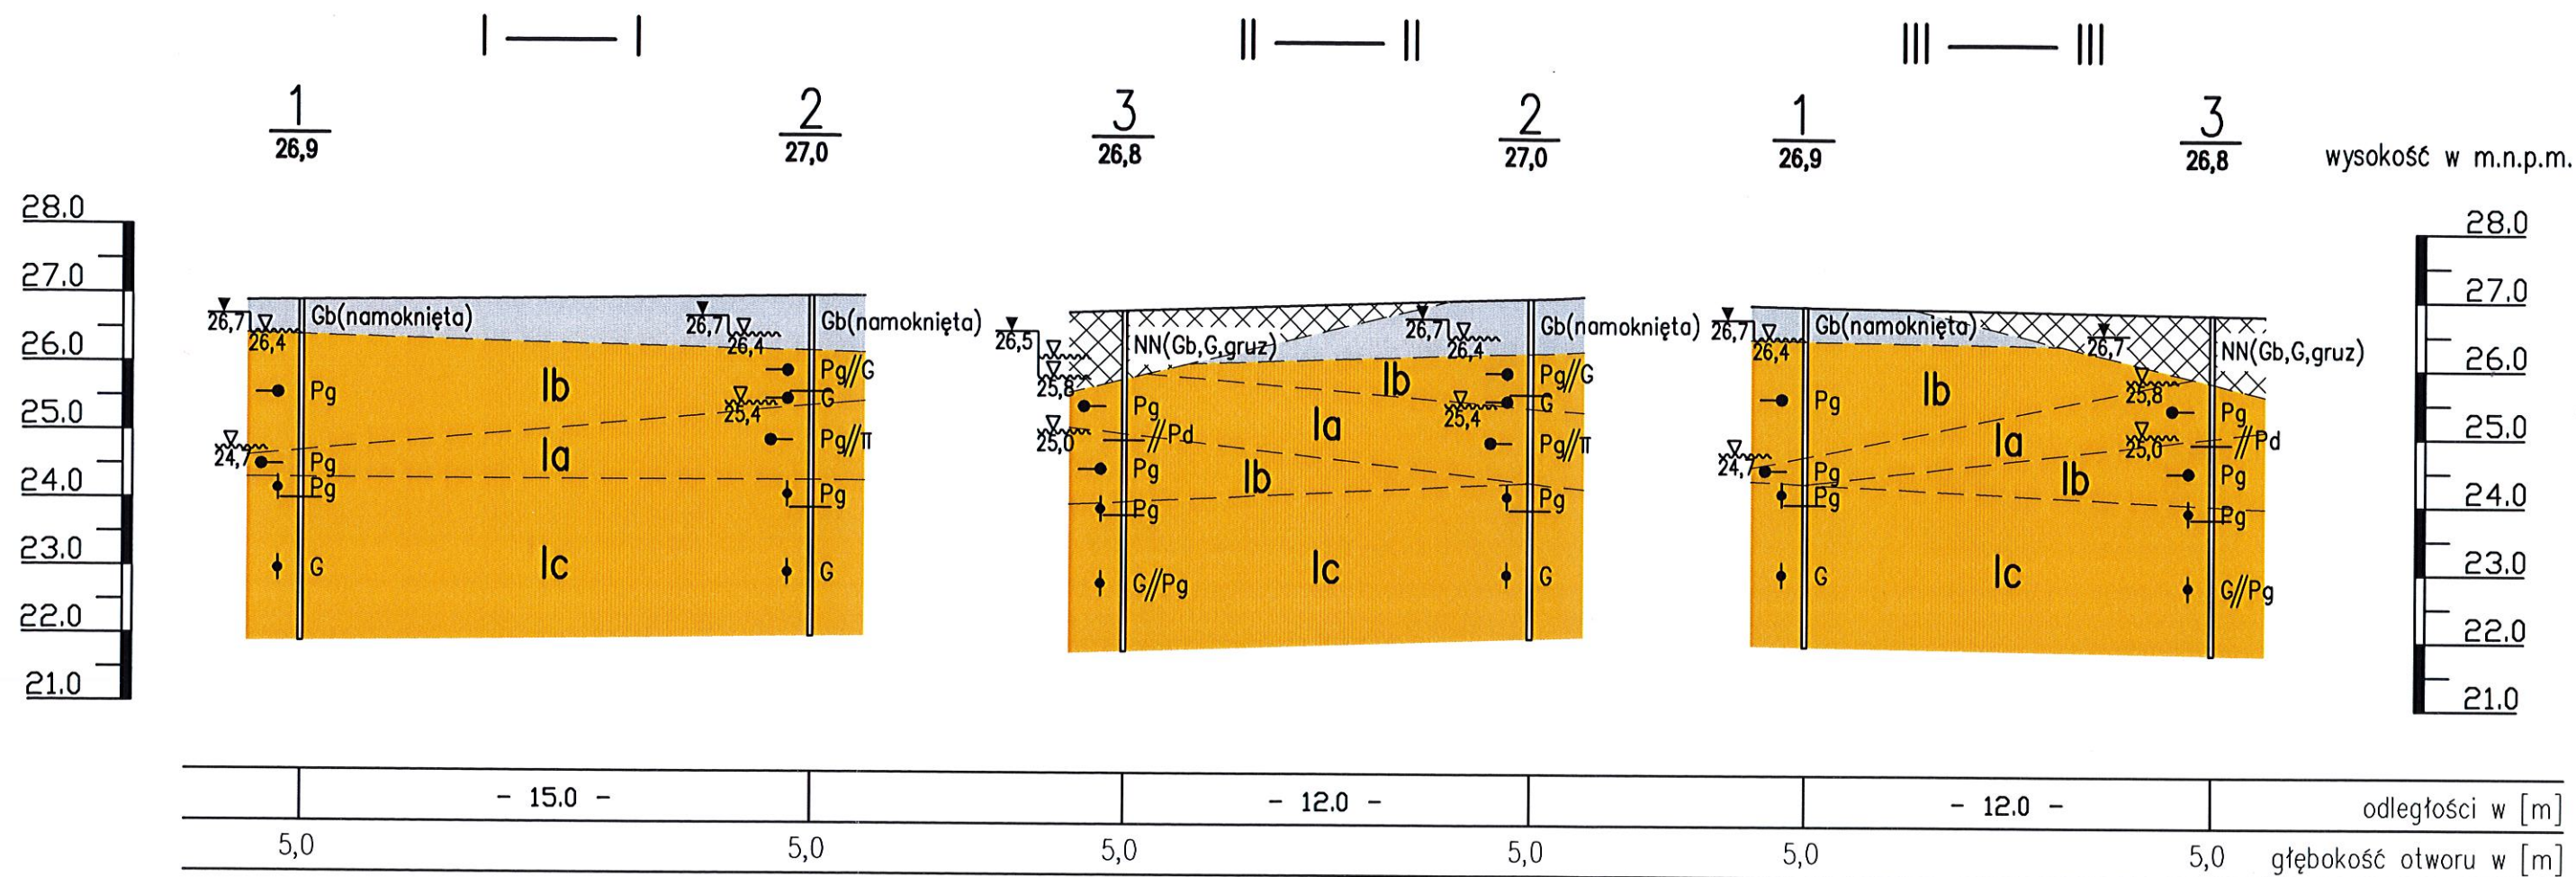 I — I
II — II
III — III
1
26,9
2
27,0
3
26,8
2
27,0
1
26,9
3
26,8
wysokość w m.n.p.m.
28.0
27.0
26.0
25.0
24.0
23.0
22.0
21.0
26,7
26,4
24,7
Gb(namoknięta)
Pg
Pg
Pg
G
Ib
Ia
Ic
26,7
26,4
25,4
Gb(namoknięta)
Pg//G
G
Pg//π
Pg
G
26,5
25,8
25,0
NN(Gb,G,gruz)
Pg
//Pd
Pg
Pg
G//Pg
Ib
Ia
Ib
Ic
26,7
26,4
25,4
Gb(namoknięta)
Pg//G
G
Pg//π
Pg
G
26,7
26,4
24,7
Gb(namoknięta)
Pg
Pg
Pg
G
Ib
Ia
Ib
Ic
26,7
25,8
25,0
NN(Gb,G,gruz)
Pg
//Pd
Pg
Pg
G//Pg
28.0
27.0
26.0
25.0
24.0
23.0
22.0
21.0
- 15.0 -
- 12.0 -
- 12.0 -
odległości w [m]
5,0
5,0
5,0
5,0
5,0
5,0
głębokość otworu w [m]